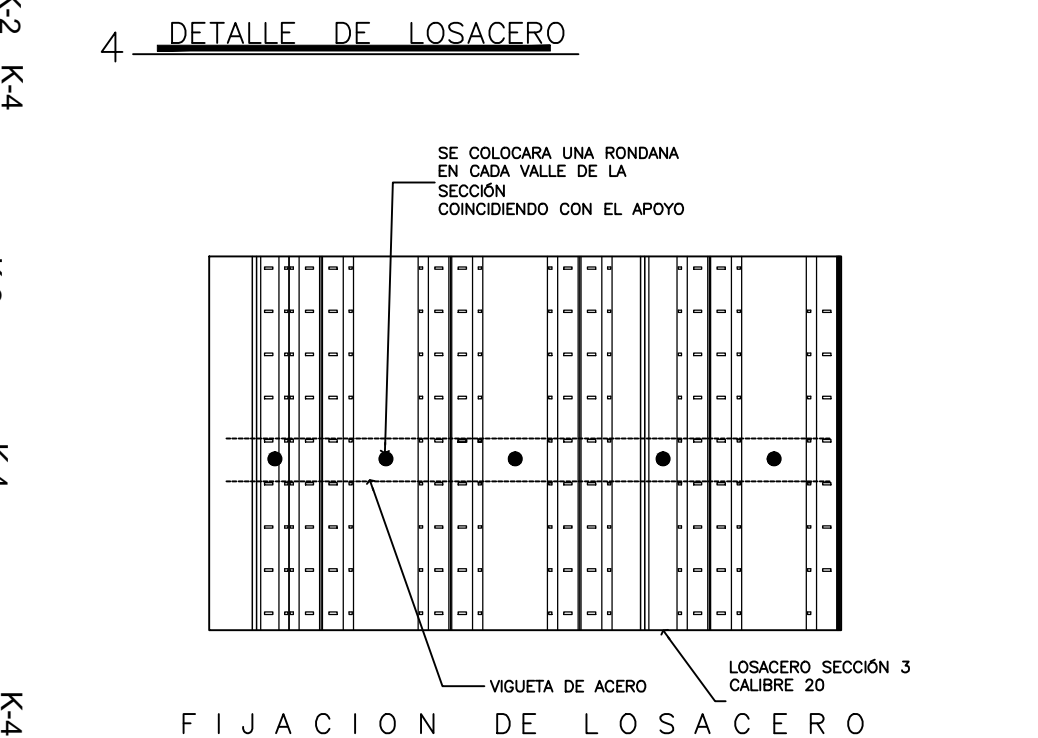 K-2 K-4
4 DETALLE DE LOSACERO
SE COLOCARA UNA RONDANA
EN CADA VALLE DE LA
SECCIÓN
COINCIDIENDO CON EL APOYO
VIGUETA DE ACERO
LOSACERO SECCIÓN 3
CALIBRE 20
K-4
FIJACION DE LOSACERO